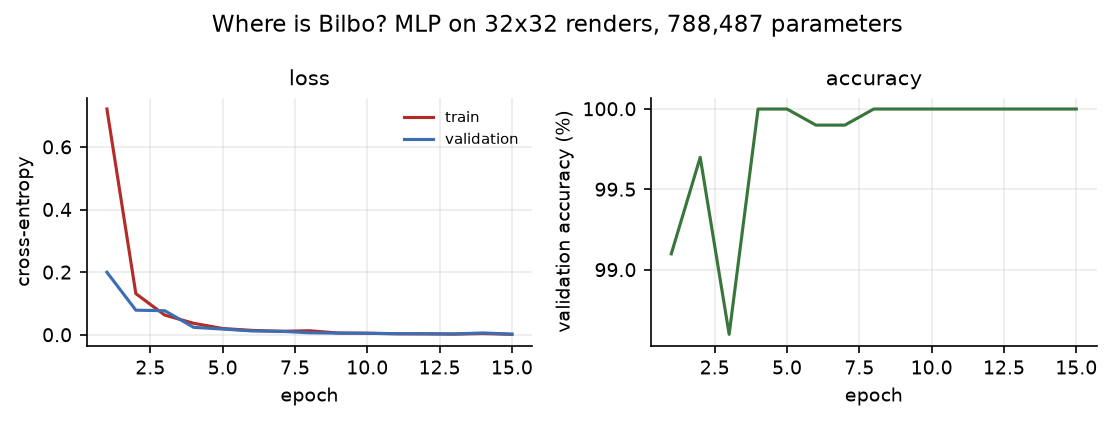 Where is Bilbo? MLP on 32x32 renders, 788,487 parameters
loss
cross-entropy
0.6
0.4
0.2
0.0
train
validation
2.5 5.0 7.5 10.0 12.5 15.0
epoch
accuracy
validation accuracy (%)
100.0
99.5
99.0
2.5 5.0 7.5 10.0 12.5 15.0
epoch